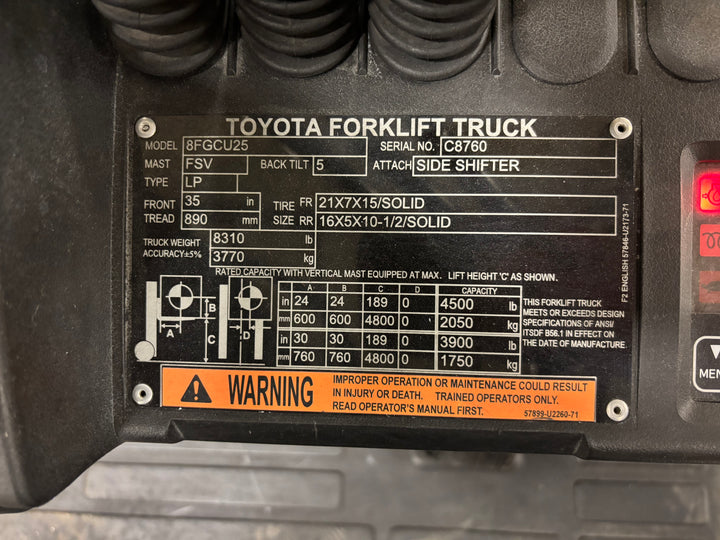 TOYOTA FORKLIFT TRUCK
MODEL 8FGCU25 SERIAL NO. C8760
MAST FSV BACK TILT 5 ATTACH SIDE SHIFTER
TYPE LP
FRONT TREAD 35 in 890 mm
TIRE SIZE FR 21X7X15/SOLID
RR 16X5X10-1/2/SOLID
TRUCK WEIGHT 8310 lb
ACCURACY±5% 3770 kg
RATED CAPACITY WITH VERTICAL MAST EQUIPPED AT MAX. LIFT HEIGHT 'C' AS SHOWN.
A B C D CAPACITY
in 24 24 189 0 4500 lb
mm 600 600 4800 0 2050 kg
in 30 30 189 0 3900 lb
mm 760 760 4800 0 1750 kg
A B C D
THIS FORKLIFT TRUCK
MEETS OR EXCEEDS DESIGN
SPECIFICATIONS OF ANSI/
ITSDF B56.1 IN EFFECT ON
THE DATE OF MANUFACTURE.
F2 ENGLISH 57846-U2173-71
WARNING
IMPROPER OPERATION OR MAINTENANCE COULD RESULT
IN INJURY OR DEATH. TRAINED OPERATORS ONLY.
READ OPERATOR'S MANUAL FIRST. 57899-U2260-71